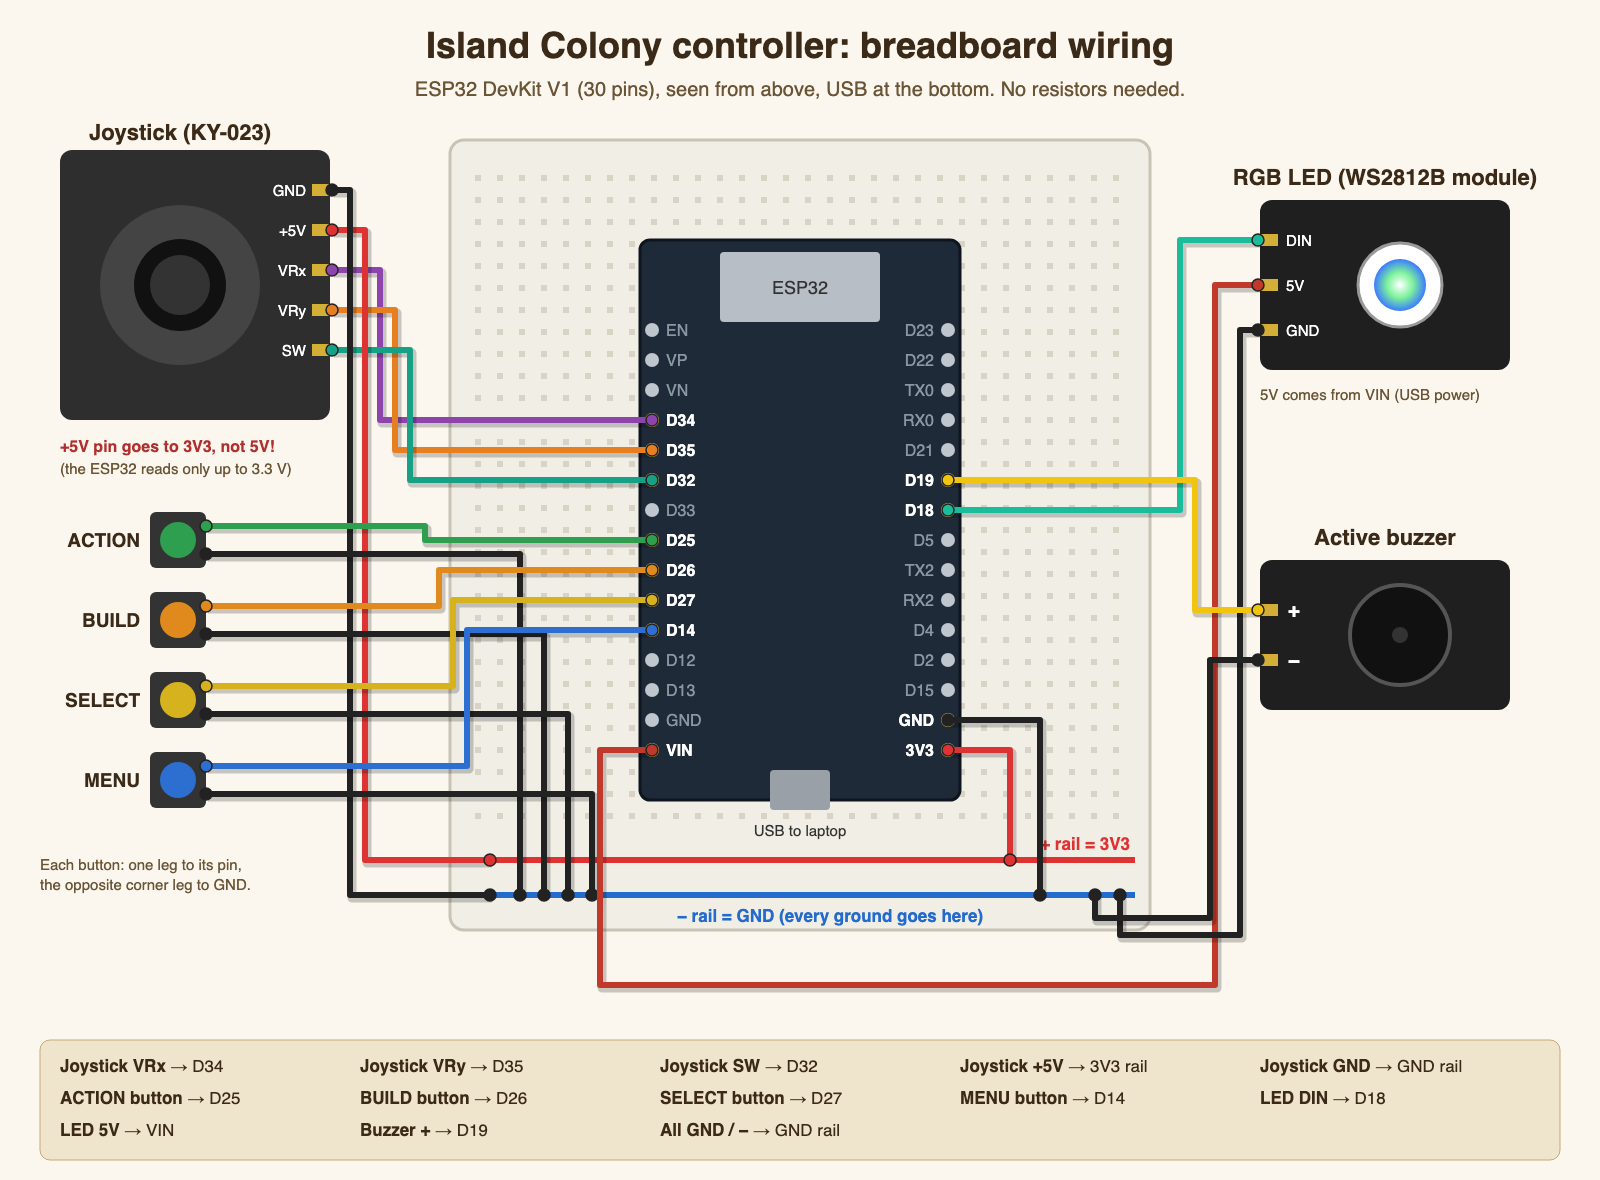 Island Colony controller: breadboard wiring
ESP32 DevKit V1 (30 pins), seen from above, USB at the bottom. No resistors needed.
Joystick (KY-023)
GND
+5V
VRx
VRy
SW
+5V pin goes to 3V3, not 5V!
(the ESP32 reads only up to 3.3 V)
ACTION
BUILD
SELECT
MENU
Each button: one leg to its pin,
the opposite corner leg to GND.
ESP32
EN
VP
VN
D34
D35
D32
D33
D25
D26
D27
D14
D12
D13
GND
VIN
D23
D22
TX0
RX0
D21
D19
D18
D5
TX2
RX2
D4
D2
D15
GND
3V3
USB to laptop
+ rail = 3V3
– rail = GND (every ground goes here)
RGB LED (WS2812B module)
DIN
5V
GND
5V comes from VIN (USB power)
Active buzzer
+
–
Joystick VRx → D34
Joystick VRy → D35
Joystick SW → D32
Joystick +5V → 3V3 rail
Joystick GND → GND rail
ACTION button → D25
BUILD button → D26
SELECT button → D27
MENU button → D14
LED DIN → D18
LED 5V → VIN
Buzzer + → D19
All GND / – → GND rail